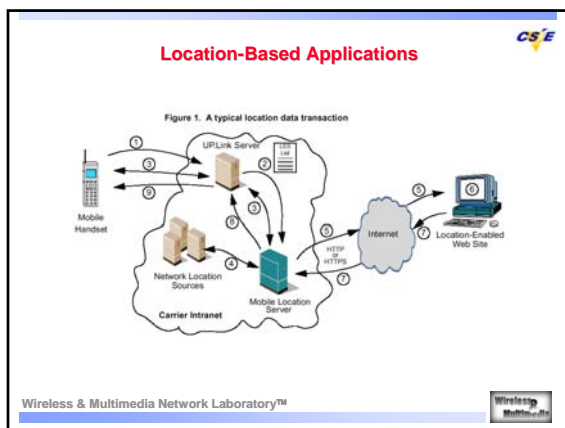 Location-Based Applications
CS/E
Figure 1. A typical location data transaction
UP.Link Server
1
3
9
2
3
8
4
5
HTTP
or
HTTPS
7
5
6
7
Mobile
Handset
Network Location
Sources
Mobile Location
Server
Carrier Intranet
Internet
Location-Enabled
Web Site
Wireless & Multimedia Network Laboratory™
Wireless
Multimedia